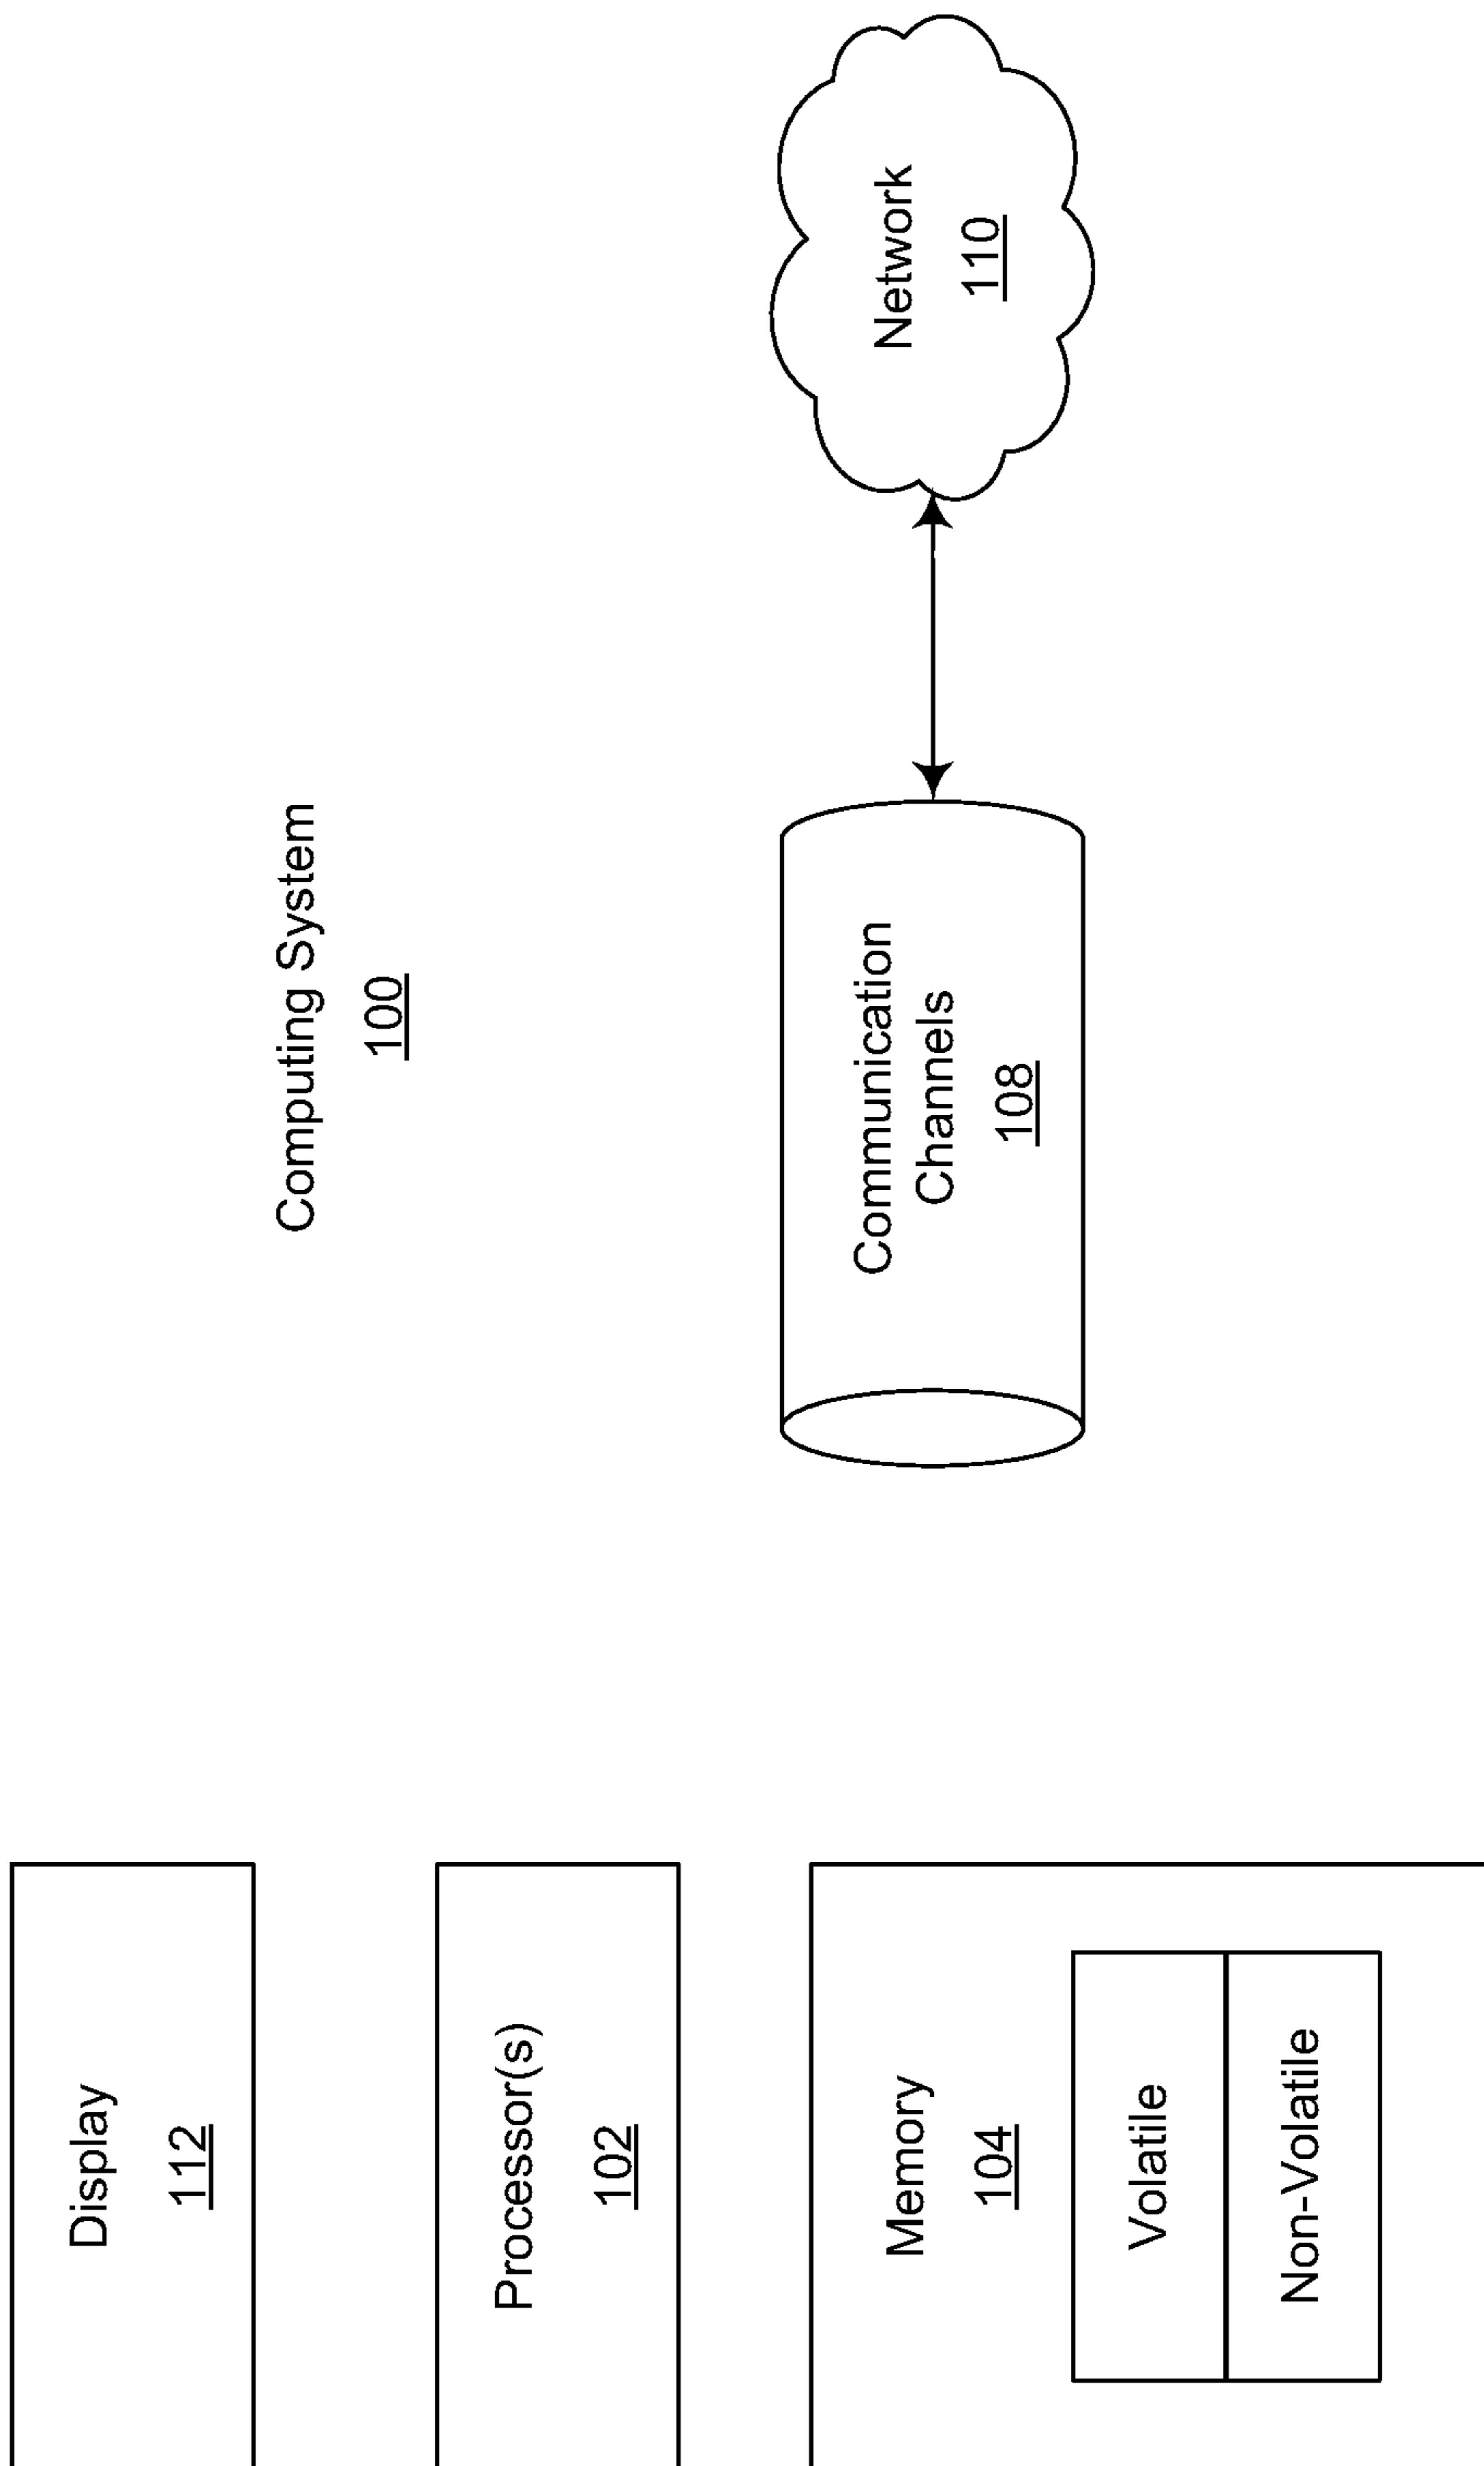 Computing System
100
Display
112
Processor(s)
102
Memory
104
Volatile
Non-Volatile
Communication
Channels
108
Network
110